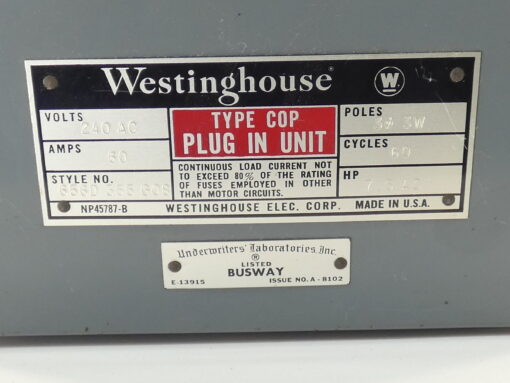 Westinghouse
W
VOLTS
240 AC
AMPS
60
STYLE NO.
TYPE COP
PLUG IN UNIT
CONTINUOUS LOAD CURRENT NOT
TO EXCEED 80% OF THE RATING
OF FUSES EMPLOYED IN OTHER
THAN MOTOR CIRCUITS.
POLES
3W
CYCLES
60
HP
NP45787-B
WESTINGHOUSE ELEC. CORP.
MADE IN U.S.A.
Underwriters' Laboratories, Inc.
®
LISTED
BUSWAY
E-13915
ISSUE NO. A-8102